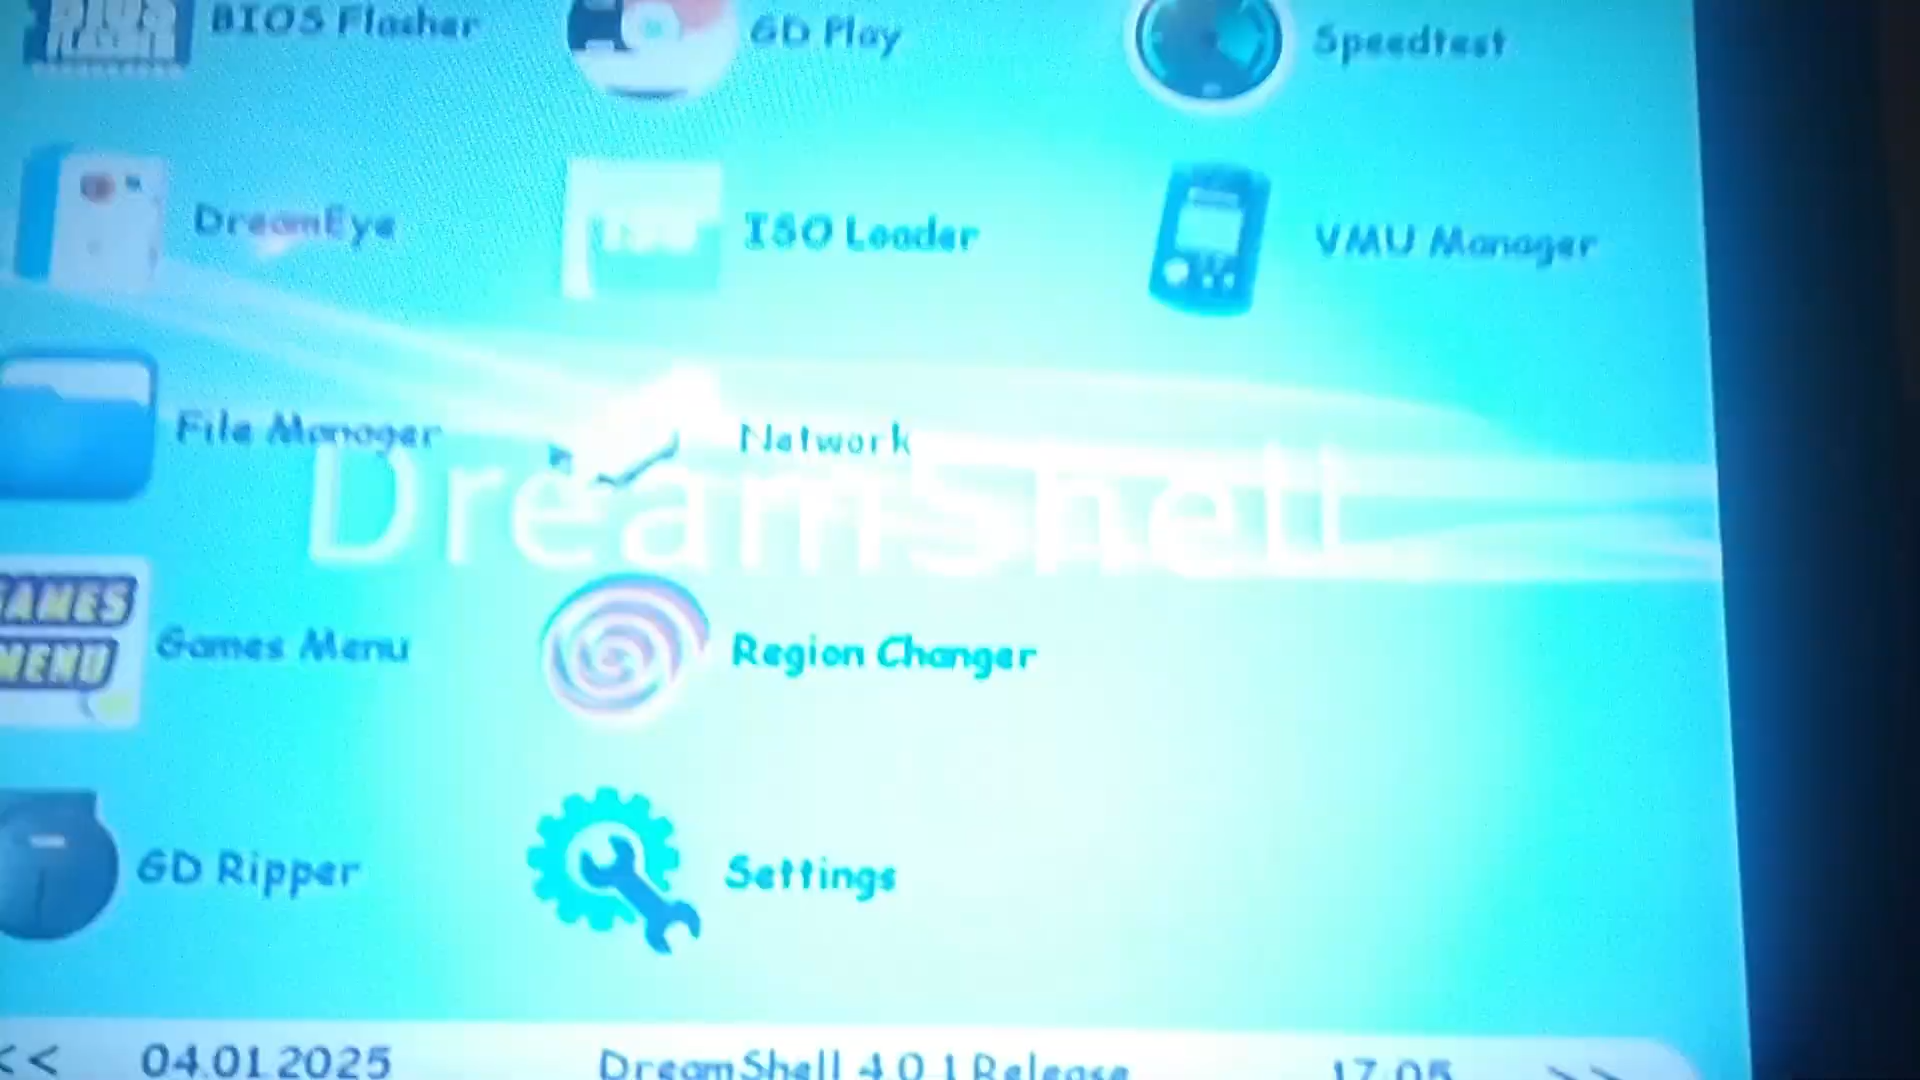 BIOS Flasher GD Play Speedtest
DreamEye ISO Loader VMU Manager
File Manager Network
DreamShell
GAMES MENU Games Menu Region Changer
GD Ripper Settings
<< 04.01.2025 DreamShell 4.0.1 Release 17:05 >>